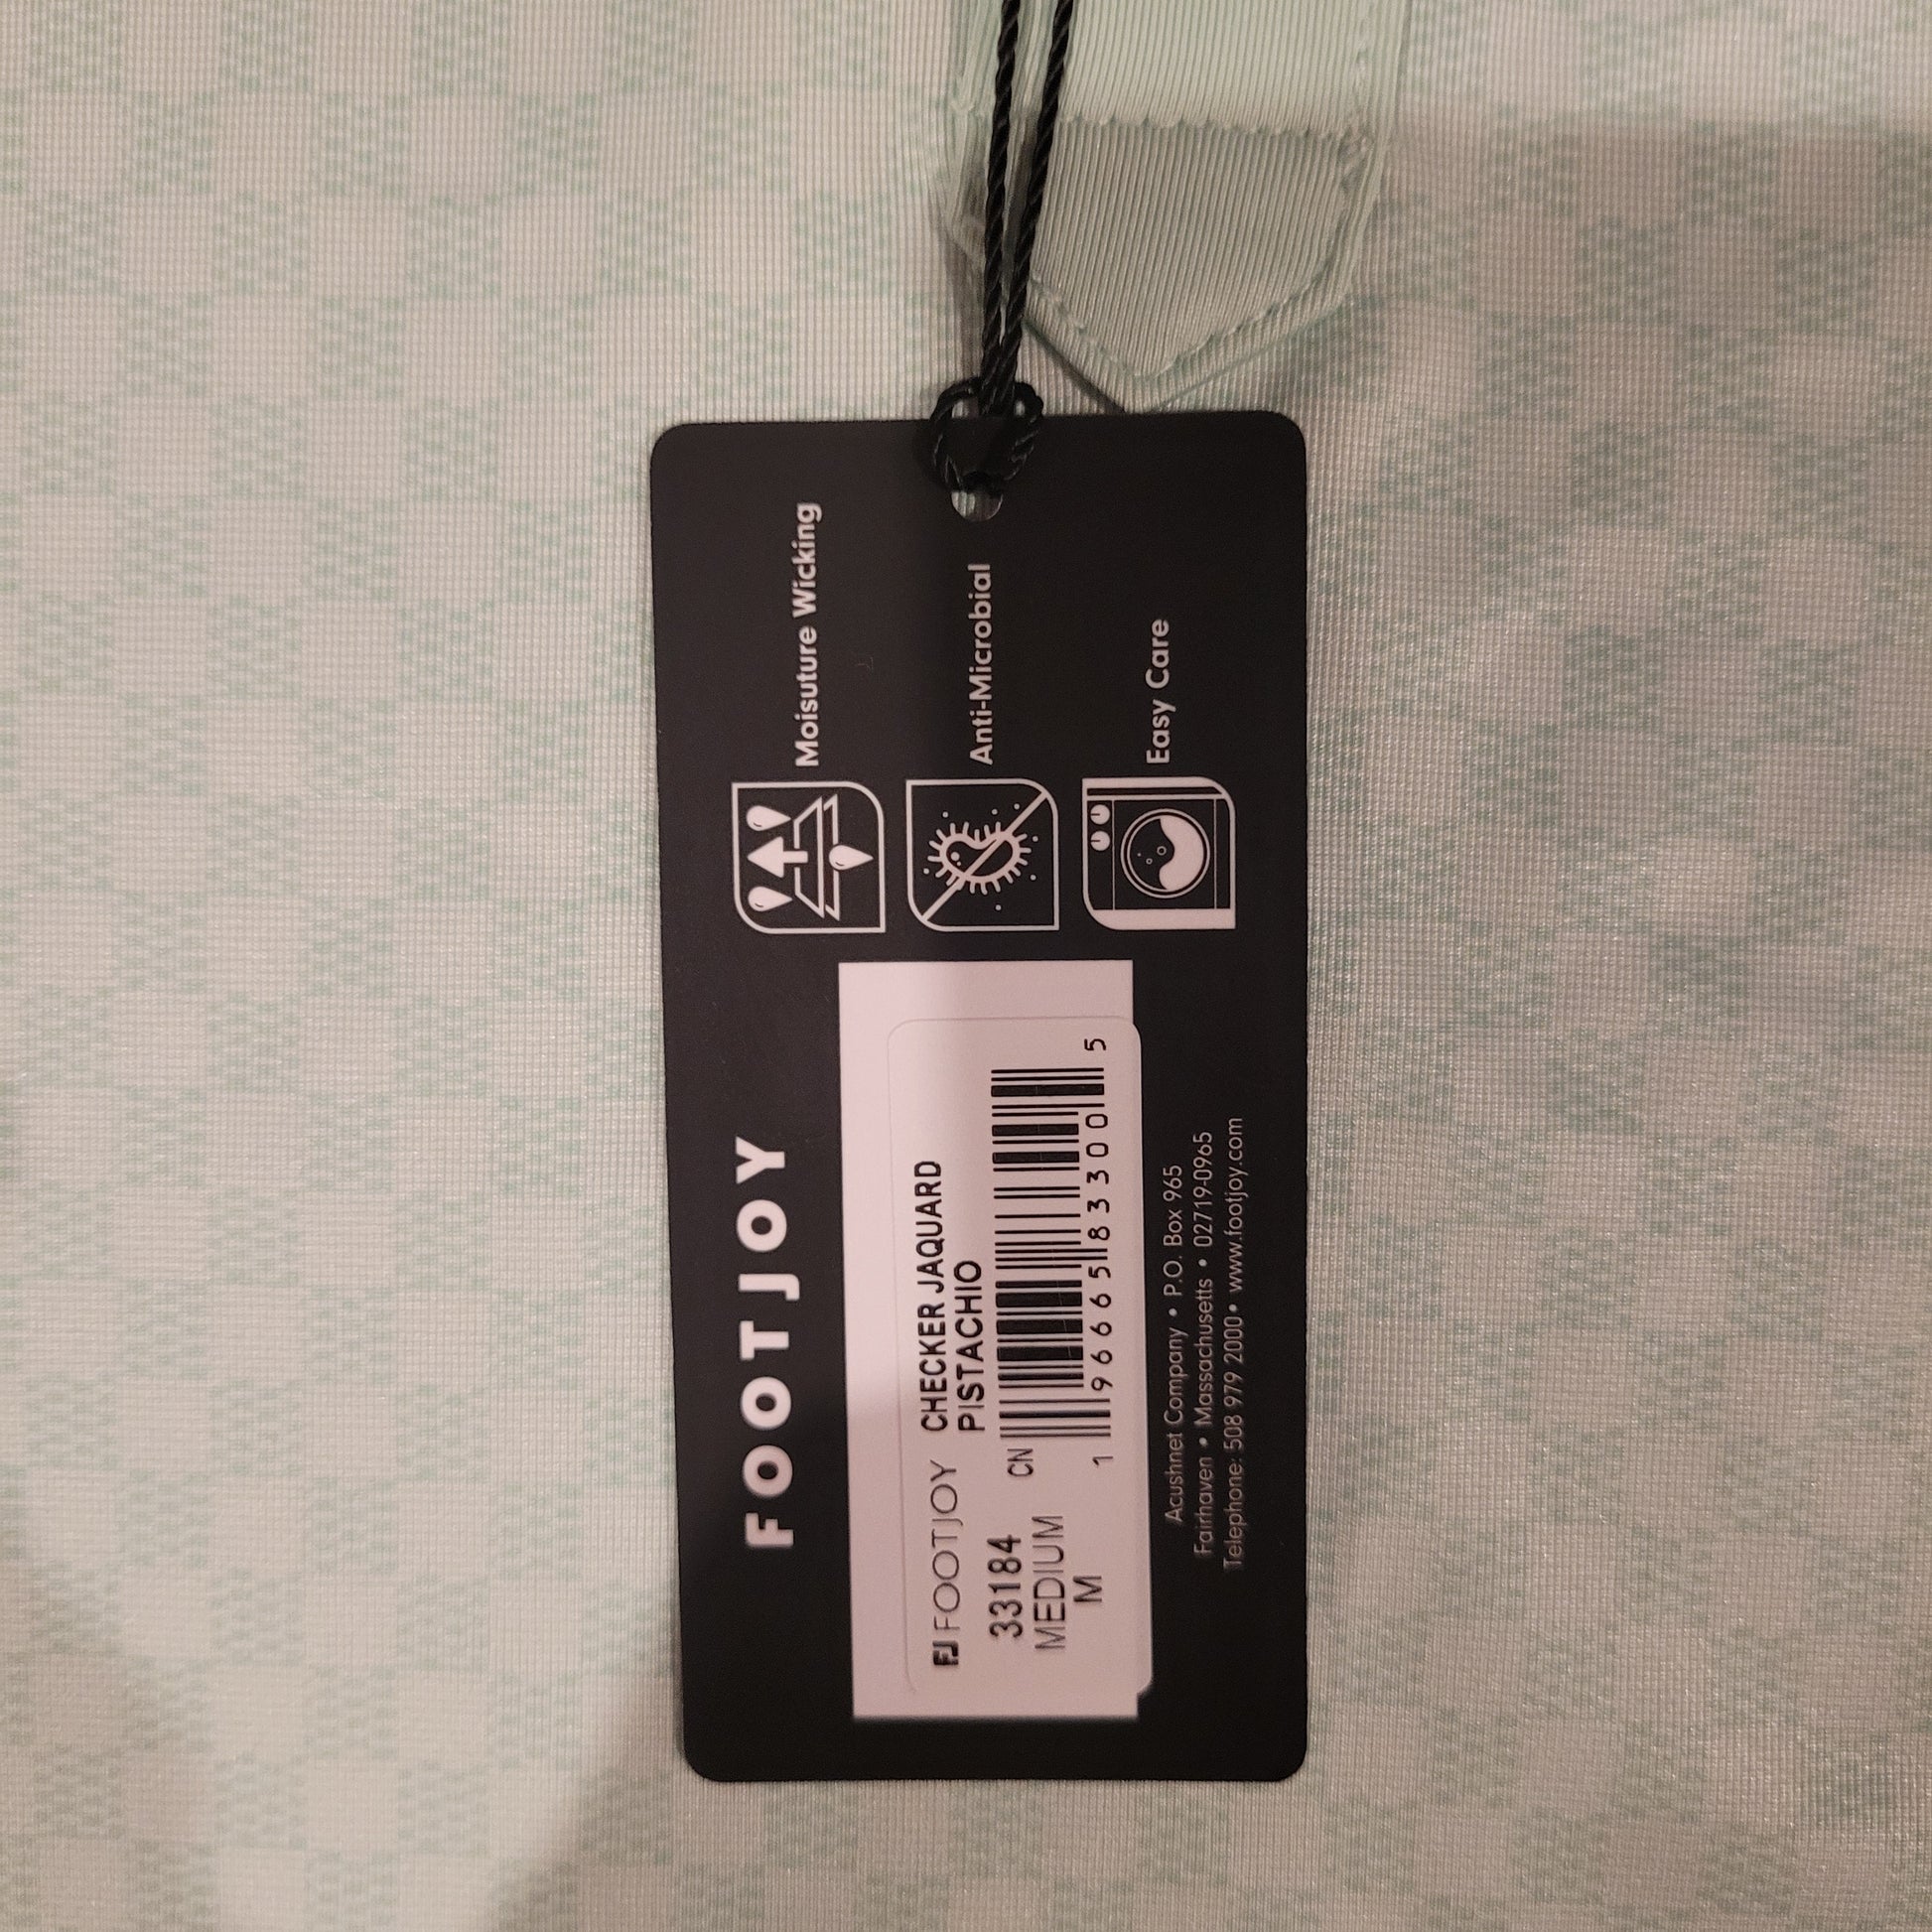 FOOTJOY
FJ FOOTJOY CHECKER JAQUARD
PISTACHIO
33184 CN
MEDIUM
M
1 96665 83300 5
Acushnet Company • P.O. Box 965
Fairhaven • Massachusetts • 02719-0965
Telephone: 508 979 2000 • www.footjoy.com
Moisuture Wicking
Anti-Microbial
Easy Care